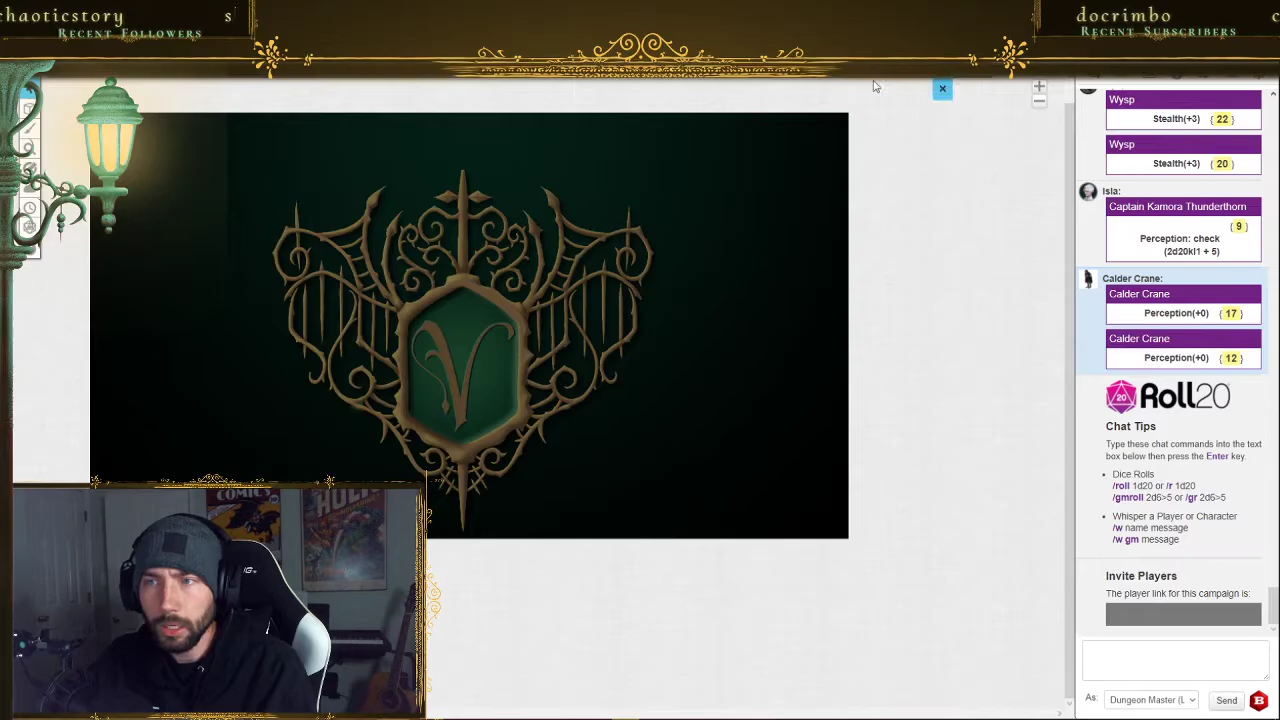 chaoticstory
s
Recent Followers
docrimbo
Recent Subscribers
Wysp
Stealth(+3) {22}
Wysp
Stealth(+3) {20}
Isla:
Captain Kamora Thunderthorn
{9}
Perception: check
(2d20kl1 + 5)
Calder Crane:
Calder Crane
Perception(+0) {17}
Calder Crane
Perception(+0) {12}
20 Roll20
Chat Tips
Type these chat commands into the text
box below then press the Enter key.
• Dice Rolls
/roll 1d20 or /r 1d20
/gmroll 2d6>5 or /gr 2d6>5
• Whisper a Player or Character
/w name message
/w gm message
Invite Players
The player link for this campaign is:
As: Dungeon Master (L
Send
B
V
COMICS
HULK